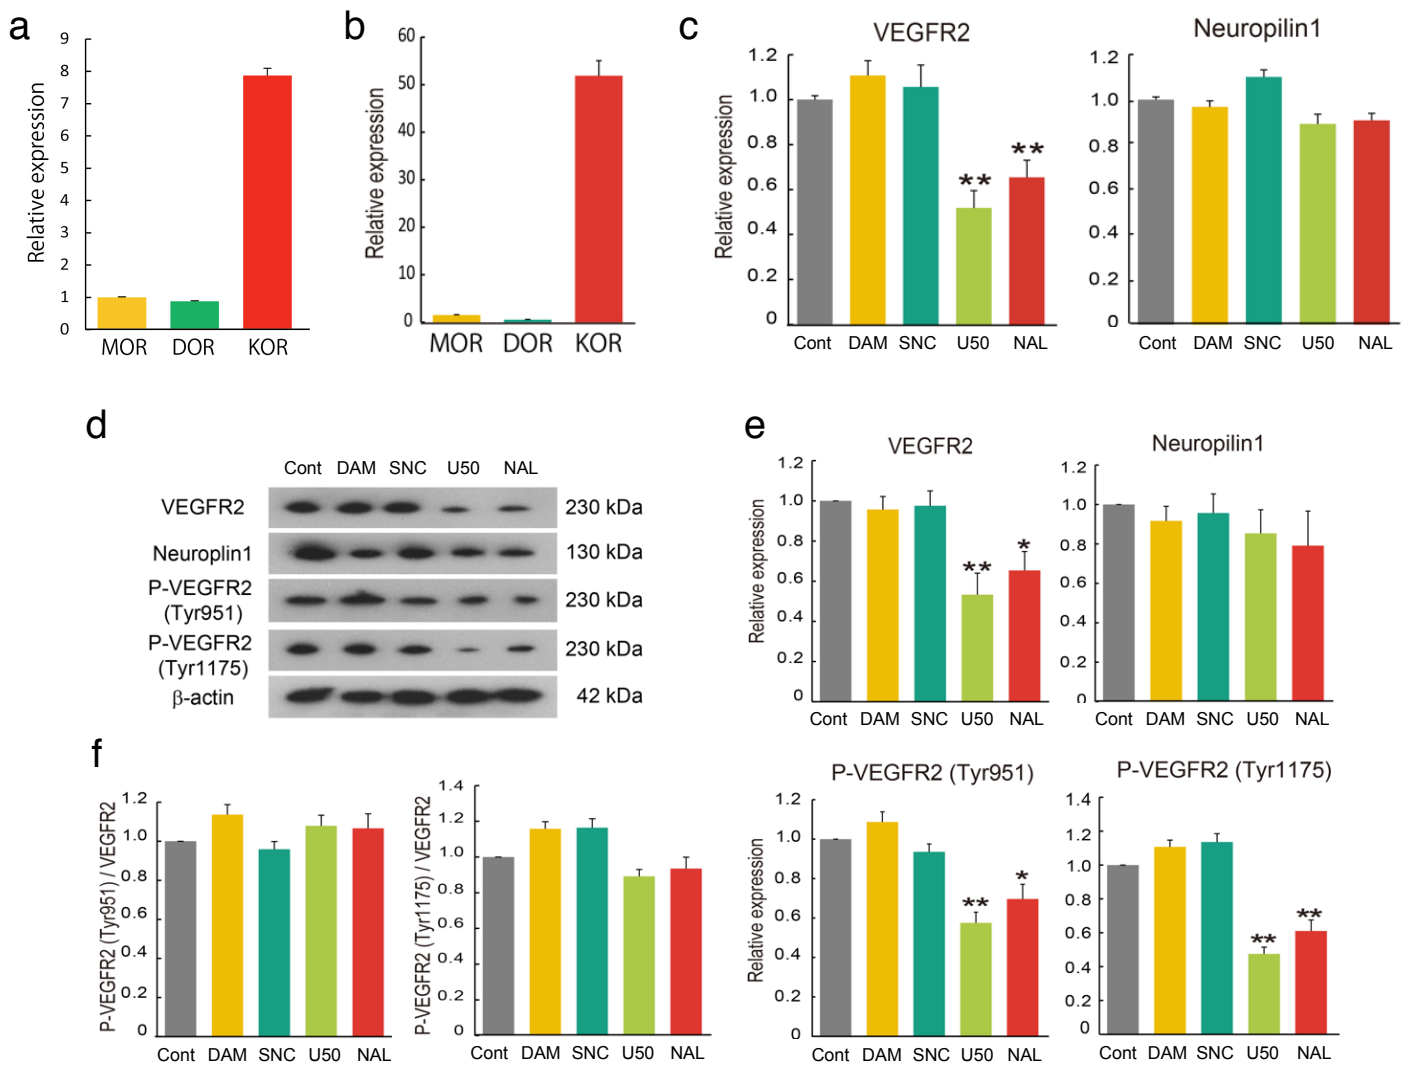 a
Relative expression
9
8
7
6
5
4
3
2
1
0
MOR DOR KOR
b
Relative expression
60
50
40
30
20
10
0
MOR DOR KOR
c
VEGFR2
Relative expression
1.2
1.0
0.8
0.6
0.4
0.2
0
** **
Cont DAM SNC U50 NAL
Neuropilin1
1.2
1.0
0.8
0.6
0.4
0.2
0
Cont DAM SNC U50 NAL
d
Cont DAM SNC U50 NAL
VEGFR2 230 kDa
Neuroplin1 130 kDa
P-VEGFR2
(Tyr951) 230 kDa
P-VEGFR2
(Tyr1175) 230 kDa
β-actin 42 kDa
e
VEGFR2
Relative expression
1.2
1.0
0.8
0.6
0.4
0.2
0
** *
Cont DAM SNC U50 NAL
Neuropilin1
1.2
1.0
0.8
0.6
0.4
0.2
0
Cont DAM SNC U50 NAL
P-VEGFR2 (Tyr951)
Relative expression
1.2
1.0
0.8
0.6
0.4
0.2
0
** *
Cont DAM SNC U50 NAL
P-VEGFR2 (Tyr1175)
1.4
1.2
1.0
0.8
0.6
0.4
0.2
0
** **
Cont DAM SNC U50 NAL
f
P-VEGFR2 (Tyr951) / VEGFR2
1.2
1.0
0.8
0.6
0.4
0.2
0
Cont DAM SNC U50 NAL
P-VEGFR2 (Tyr1175) / VEGFR2
1.4
1.2
1.0
0.8
0.6
0.4
0.2
0
Cont DAM SNC U50 NAL